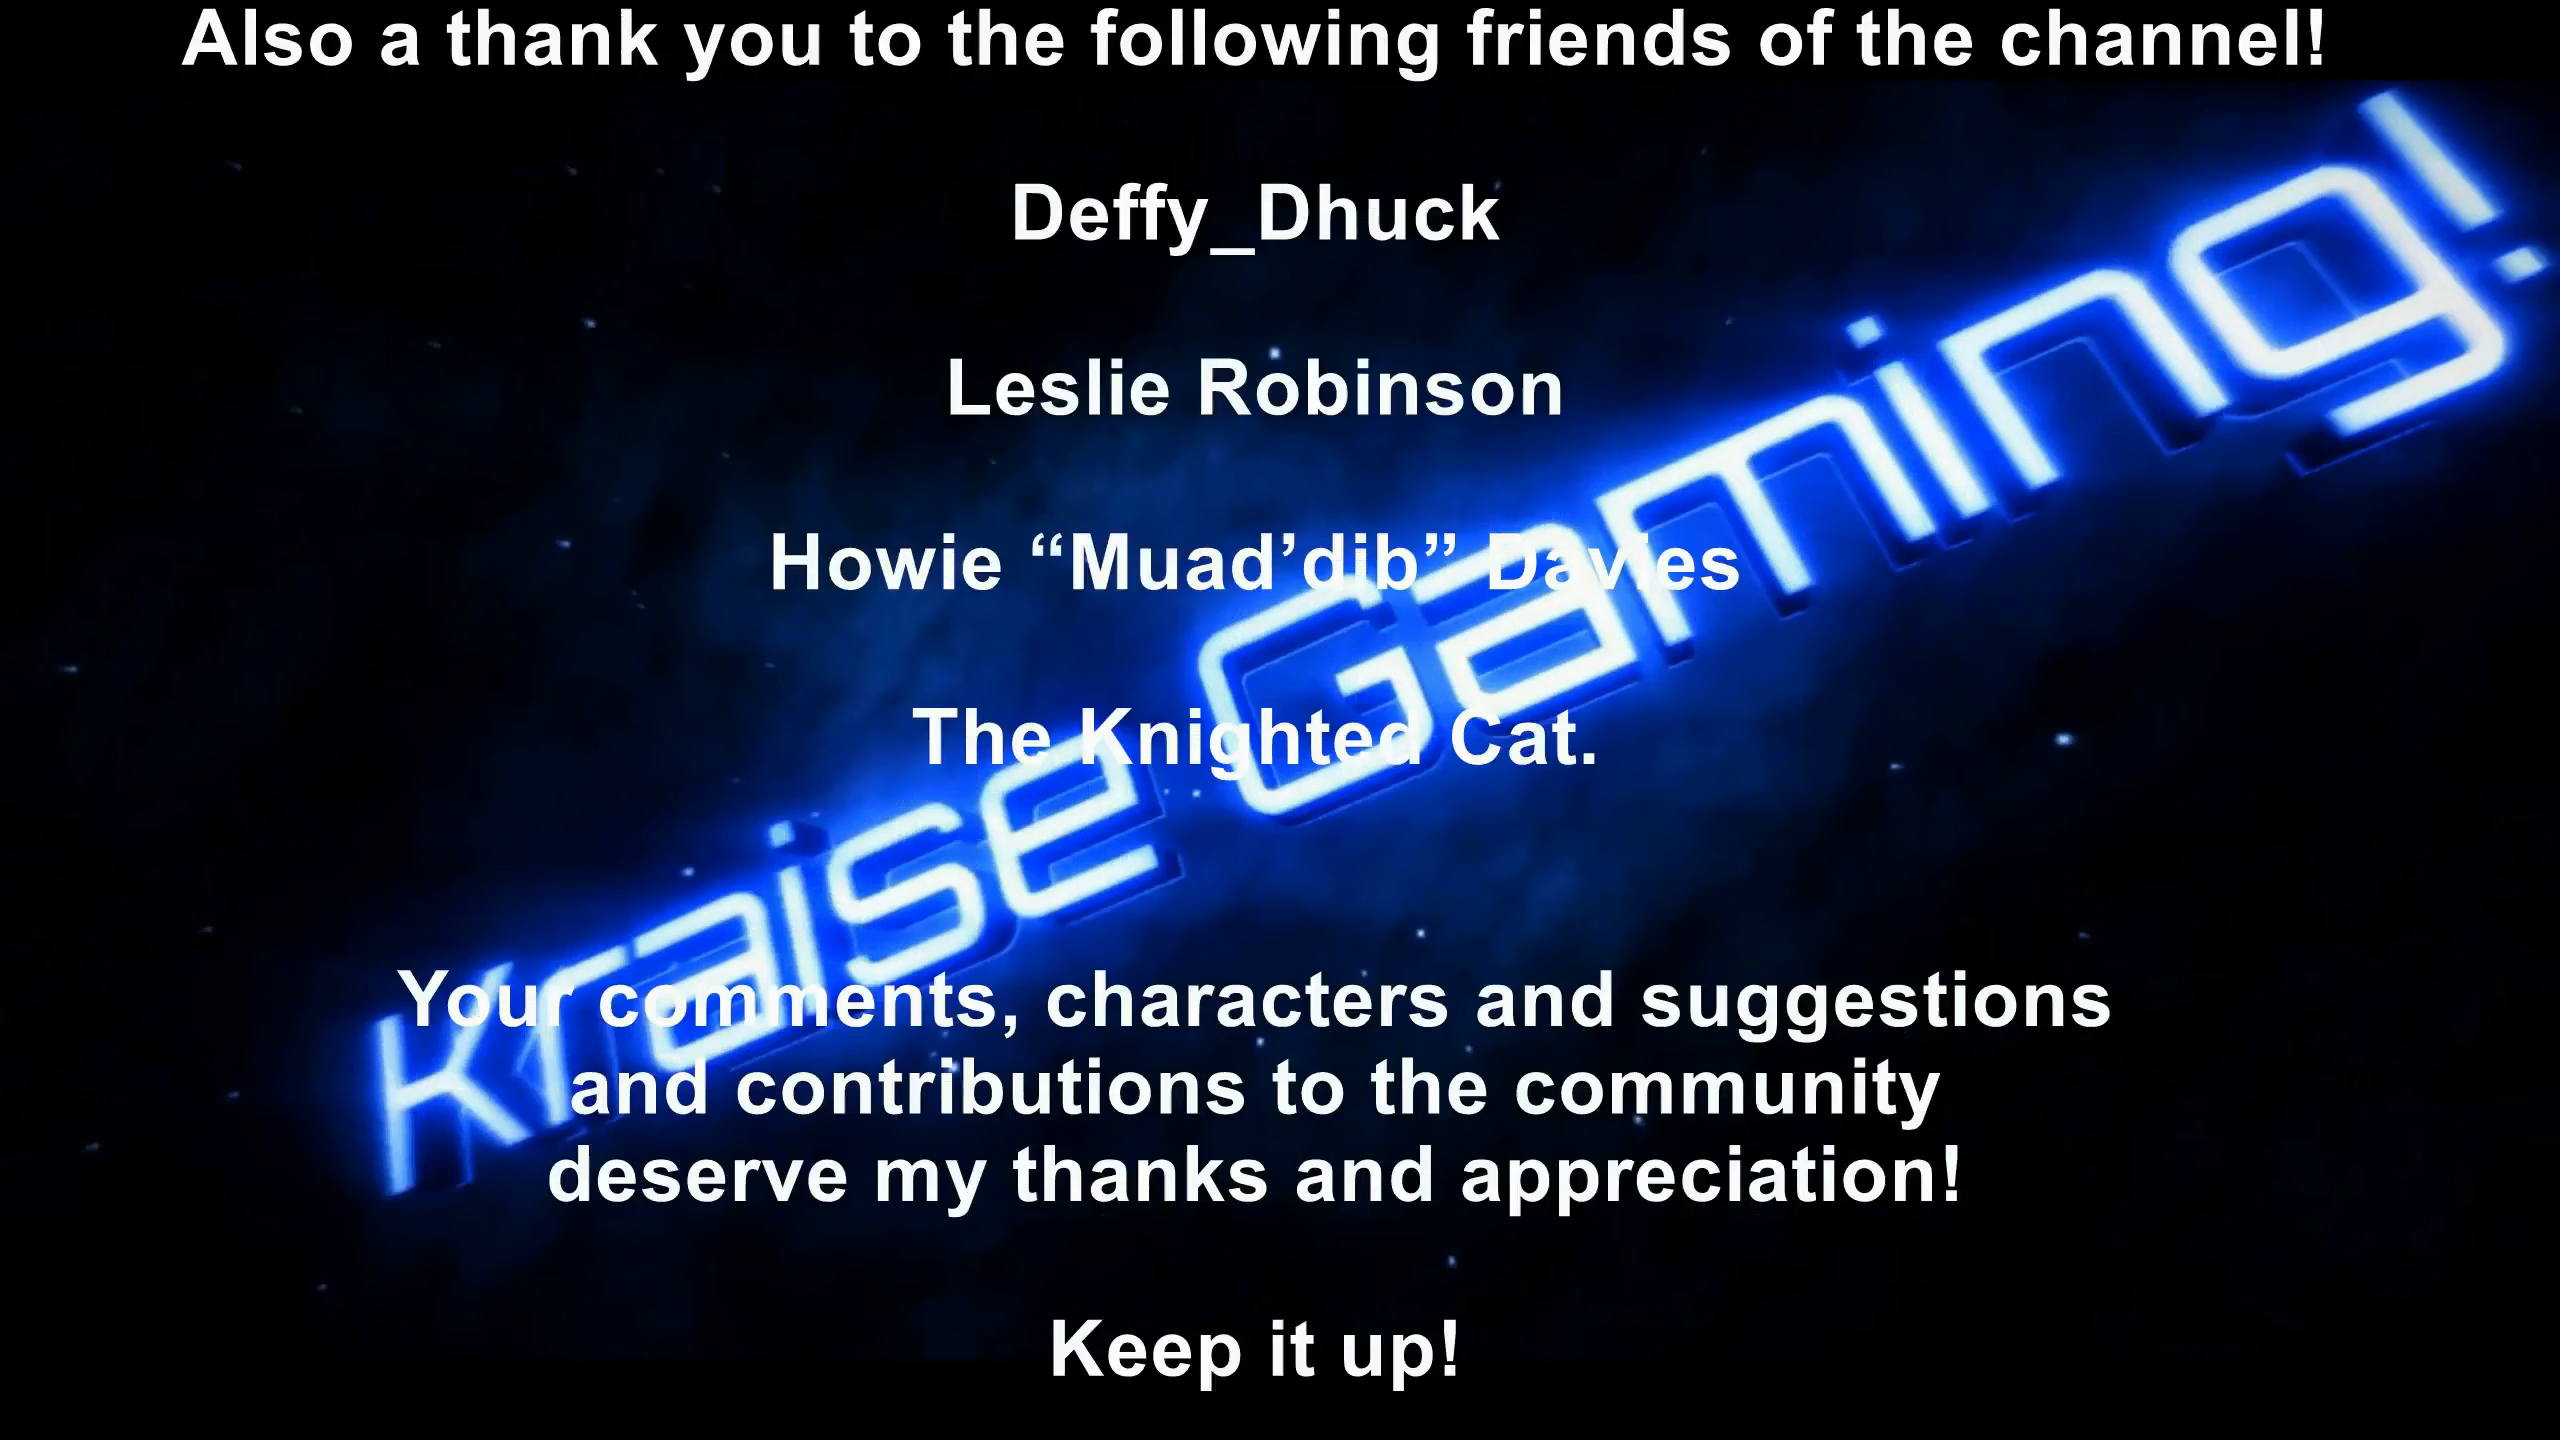 Also a thank you to the following friends of the channel!
Deffy_Dhuck
Leslie Robinson
Howie “Muad’dib” Davies
The Knighted Cat.
Kraise Gaming!
Your comments, characters and suggestions
and contributions to the community
deserve my thanks and appreciation!
Keep it up!